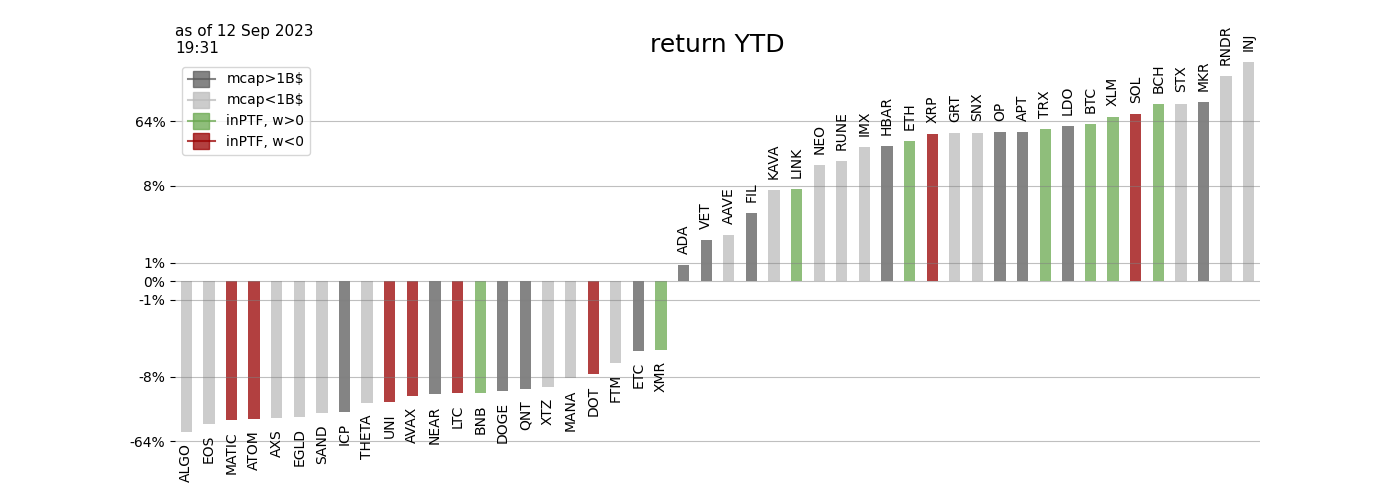 as of 12 Sep 2023
19:31
return YTD
mcap>1B$
mcap<1B$
inPTF, w>0
inPTF, w<0
64%
8%
1%
0%
-1%
-8%
-64%
ALGO
EOS
MATIC
ATOM
AXS
EGLD
SAND
ICP
THETA
UNI
AVAX
NEAR
LTC
BNB
DOGE
QNT
XTZ
MANA
DOT
FTM
ETC
XMR
ADA
VET
AAVE
FIL
KAVA
LINK
NEO
RUNE
IMX
HBAR
ETH
XRP
GRT
SNX
OP
APT
TRX
LDO
BTC
XLM
SOL
BCH
STX
MKR
RNDR
INJ